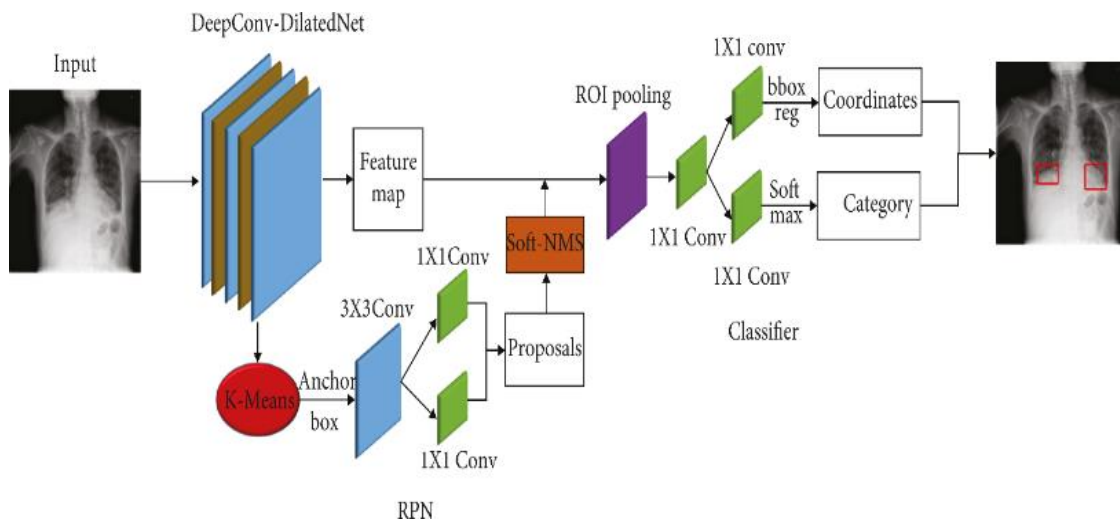 DeepConv-DilatedNet
Input
Feature
map
K-Means
Anchor
box
3X3Conv
1X1Conv
1X1 Conv
RPN
Proposals
Soft-NMS
ROI pooling
1X1 Conv
1X1 conv
bbox
reg
Coordinates
Soft
max
Category
1X1 Conv
Classifier